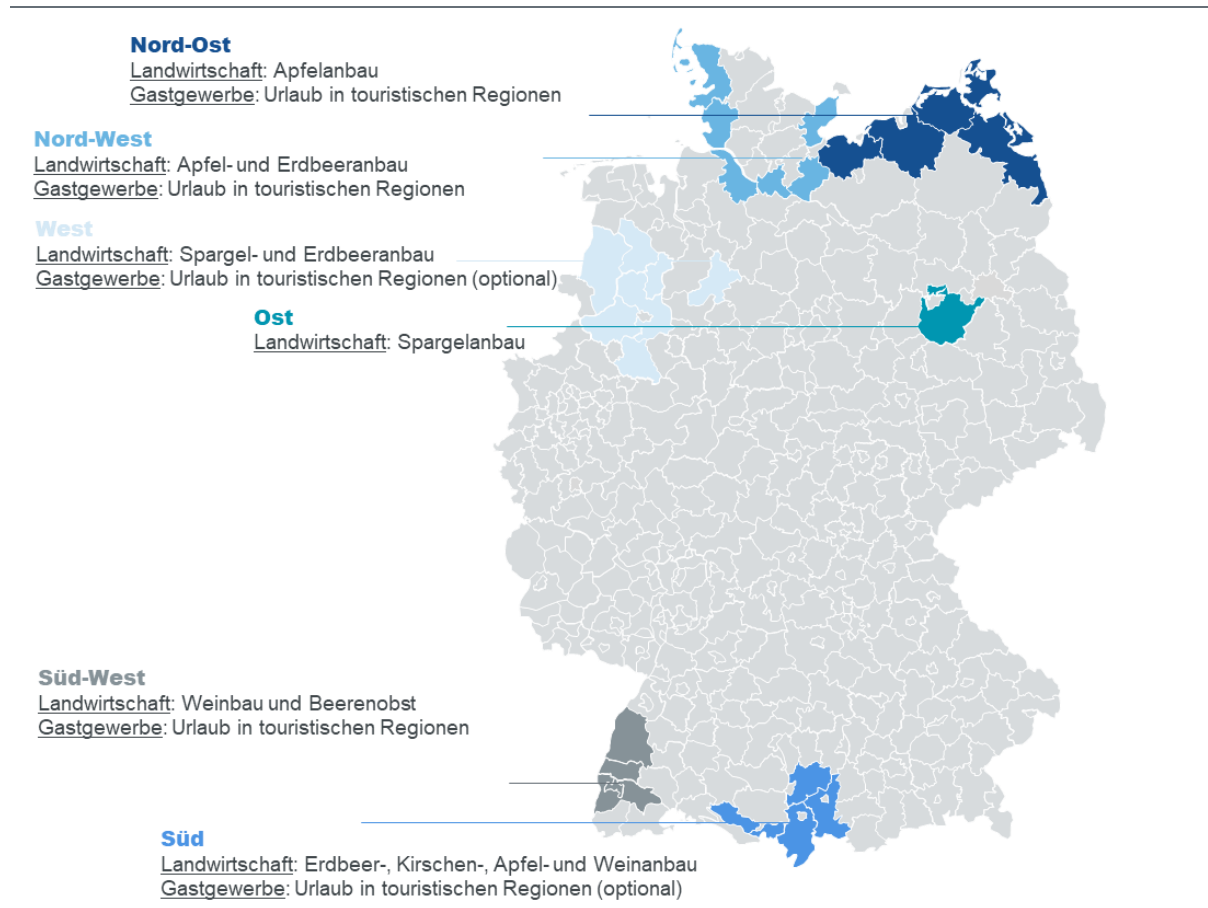 Nord-Ost
Landwirtschaft: Apfelanbau
Gastgewerbe: Urlaub in touristischen Regionen
Nord-West
Landwirtschaft: Apfel- und Erdbeeranbau
Gastgewerbe: Urlaub in touristischen Regionen
West
Landwirtschaft: Spargel- und Erdbeeranbau
Gastgewerbe: Urlaub in touristischen Regionen (optional)
Ost
Landwirtschaft: Spargelanbau
Süd-West
Landwirtschaft: Weinbau und Beerenobst
Gastgewerbe: Urlaub in touristischen Regionen
Süd
Landwirtschaft: Erdbeer-, Kirschen-, Apfel- und Weinanbau
Gastgewerbe: Urlaub in touristischen Regionen (optional)